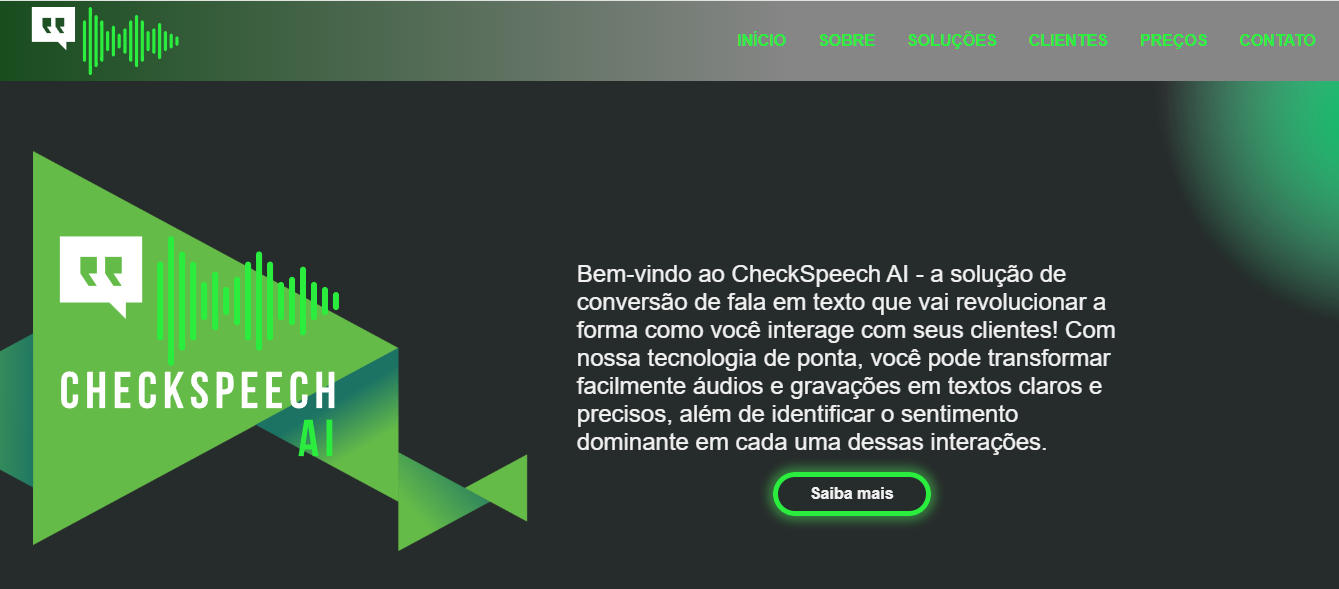 INÍCIO SOBRE SOLUÇÕES CLIENTES PREÇOS CONTATO
CHECKSPEECH
AI
Bem-vindo ao CheckSpeech AI - a solução de
conversão de fala em texto que vai revolucionar a
forma como você interage com seus clientes! Com
nossa tecnologia de ponta, você pode transformar
facilmente áudios e gravações em textos claros e
precisos, além de identificar o sentimento
dominante em cada uma dessas interações.
Saiba mais